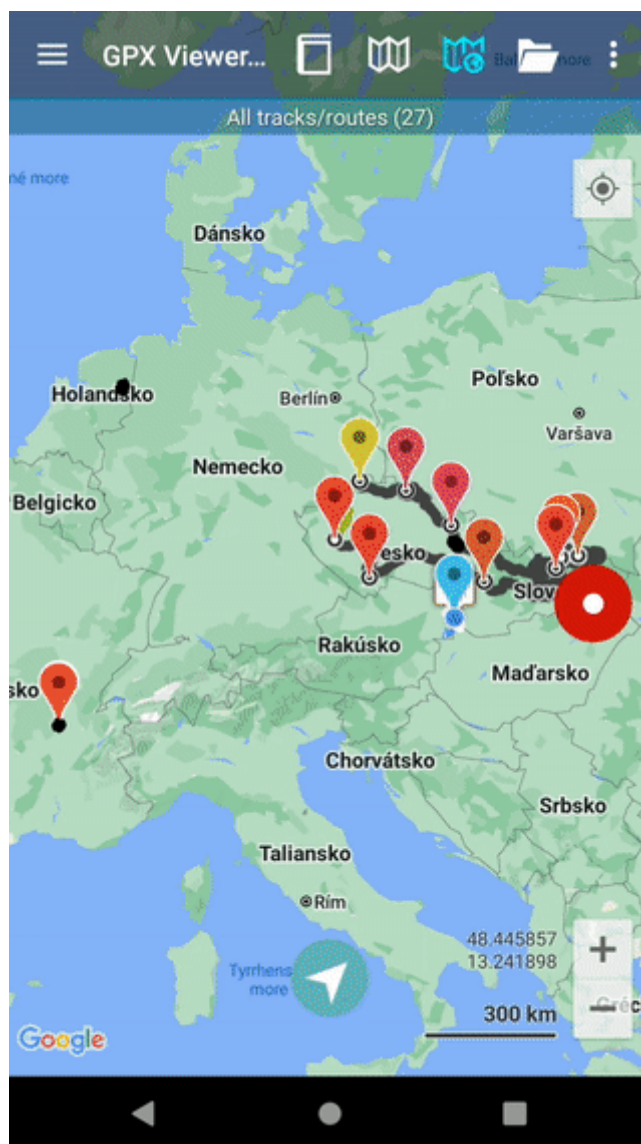 GPX Viewer...
All tracks/routes (27)
né more
Dánsko
Poľsko
Holandsko
Berlín
Varšava
Nemecko
Belgicko
esko
Slov
Rakúsko
Maďarsko
sko
Chorvátsko
Srbsko
Taliansko
Rím
48.445857
Tyrrhens
13.241898
more
300 km
Gréc
Google